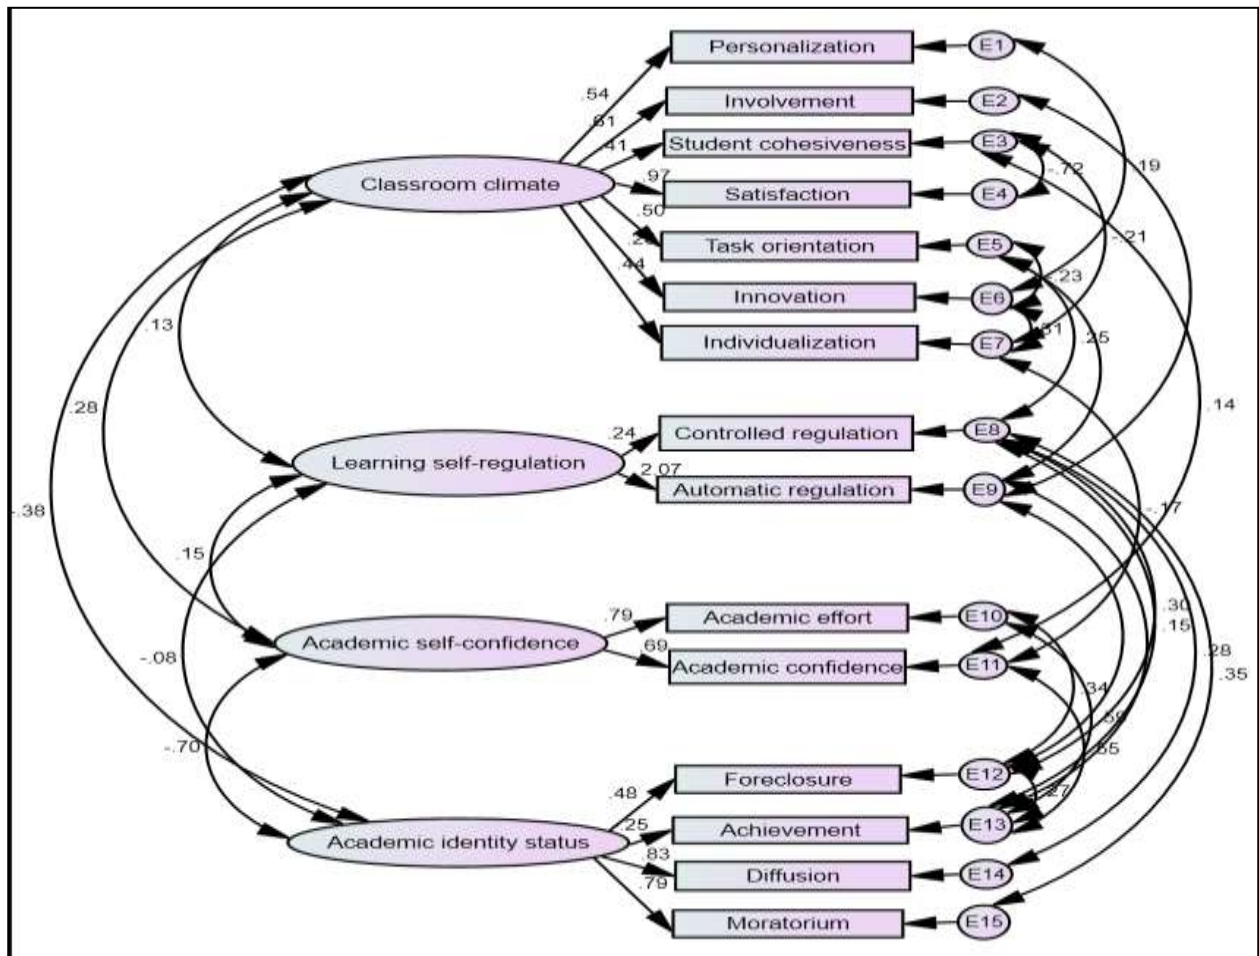 Personalization E1
.54
Involvement E2
.61
.41
Student cohesiveness E3
-.72
.19
Classroom climate
.97
Satisfaction E4
.50
Task orientation E5
-.21
-.23
.44
Innovation E6
.31
.25
Individualization E7
.13
.28
.14
.24
Controlled regulation E8
Learning self-regulation
2.07
Automatic regulation E9
-.38
-.17
.15
.79
Academic effort E10
.30
.15
Academic self-confidence
.69
Academic confidence E11
-.08
.28
.35
.34
-.70
.55
Foreclosure E12
.48
.27
.25
Achievement E13
Academic identity status
.83
Diffusion E14
.79
Moratorium E15